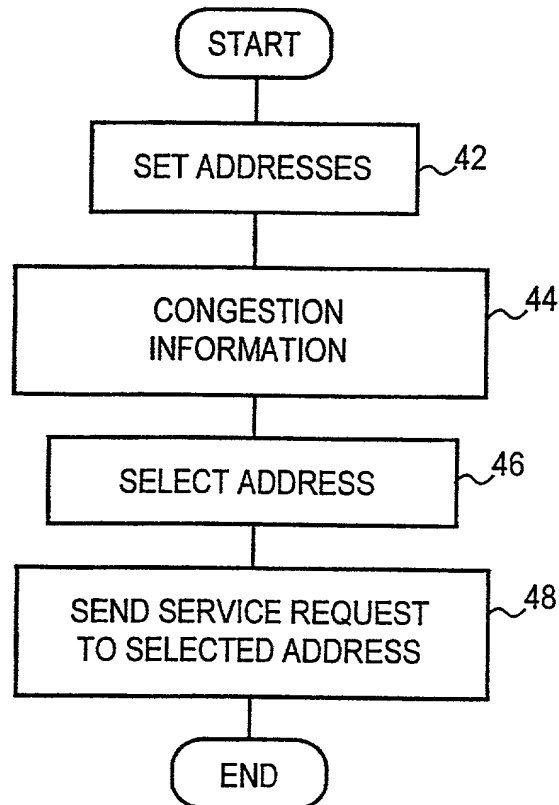 START
SET ADDRESSES
42
CONGESTION
INFORMATION
44
SELECT ADDRESS
46
SEND SERVICE REQUEST
TO SELECTED ADDRESS
48
END